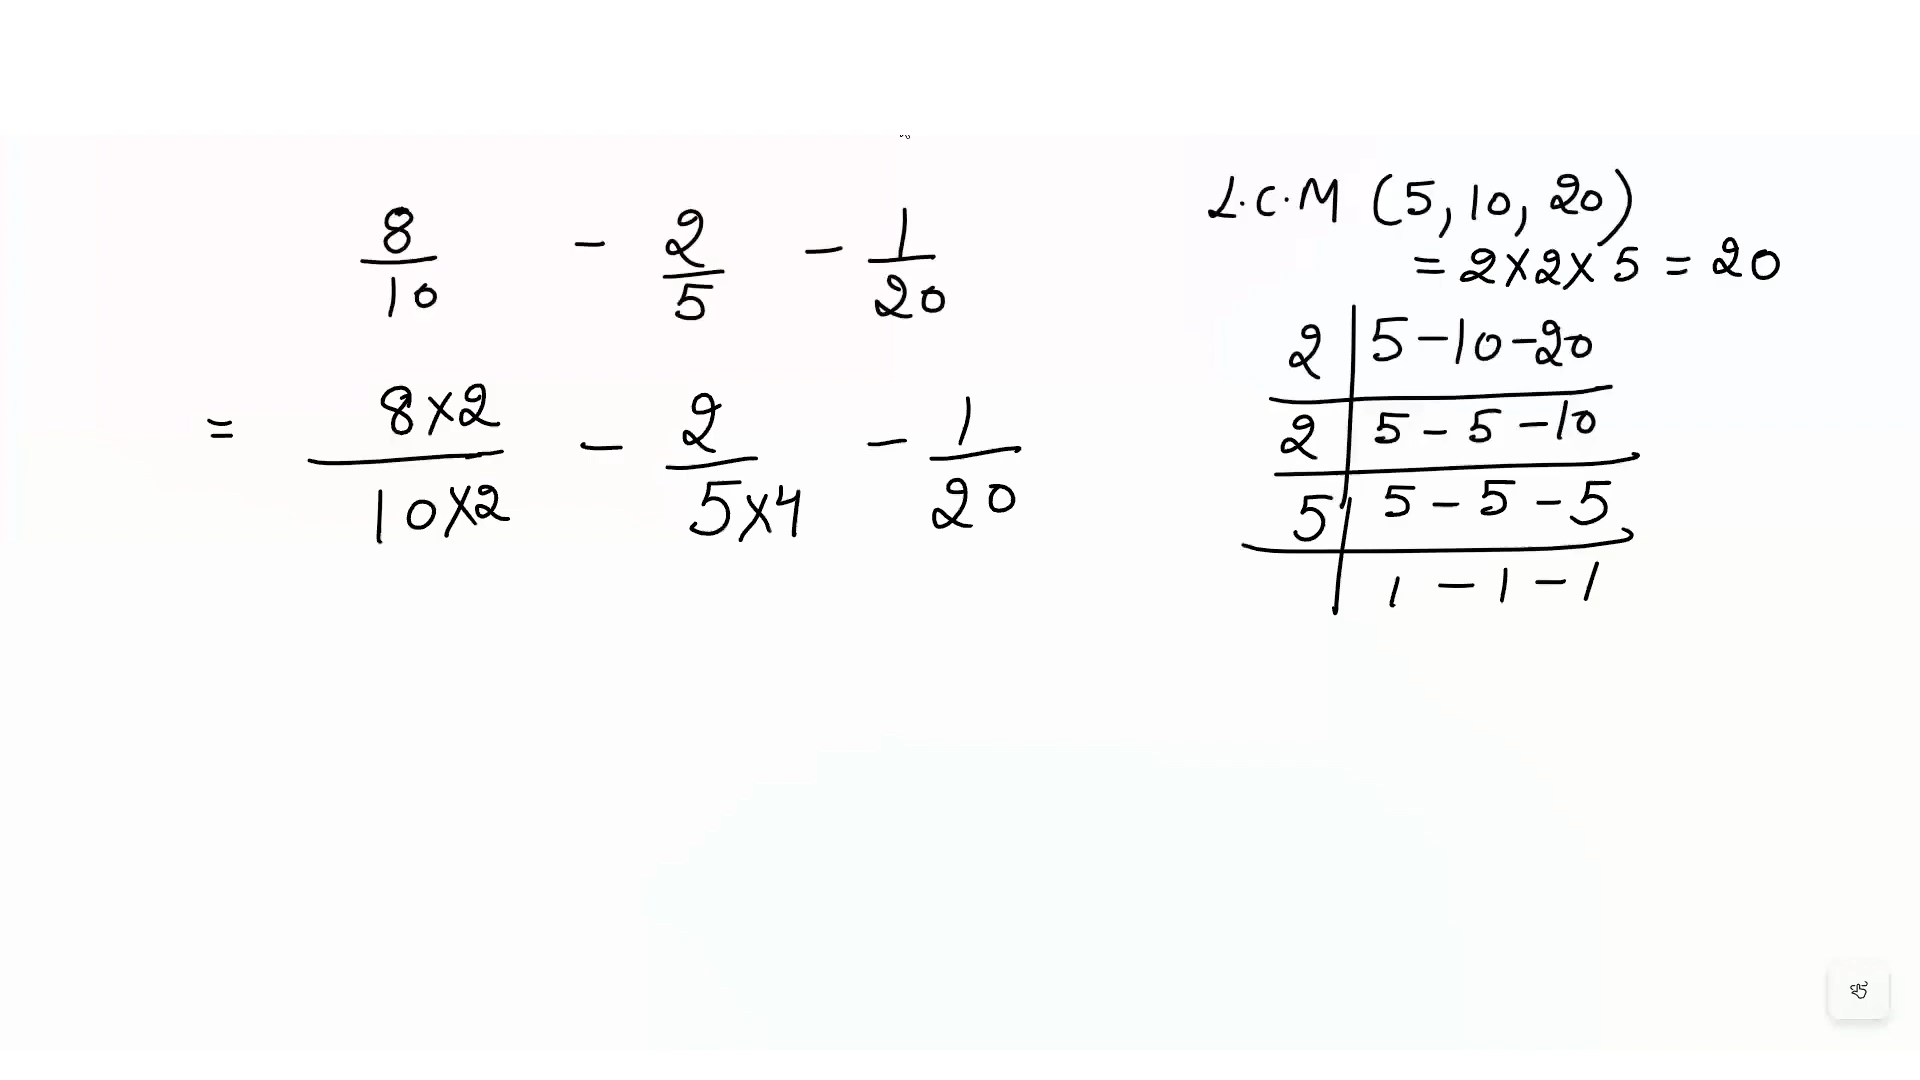 8/10 - 2/5 - 1/20
= 8×2/10×2 - 2/5×4 - 1/20
L.C.M (5, 10, 20)
= 2×2×5 = 20
2 | 5-10-20
2 | 5-5-10
5 | 5-5-5
| 1-1-1